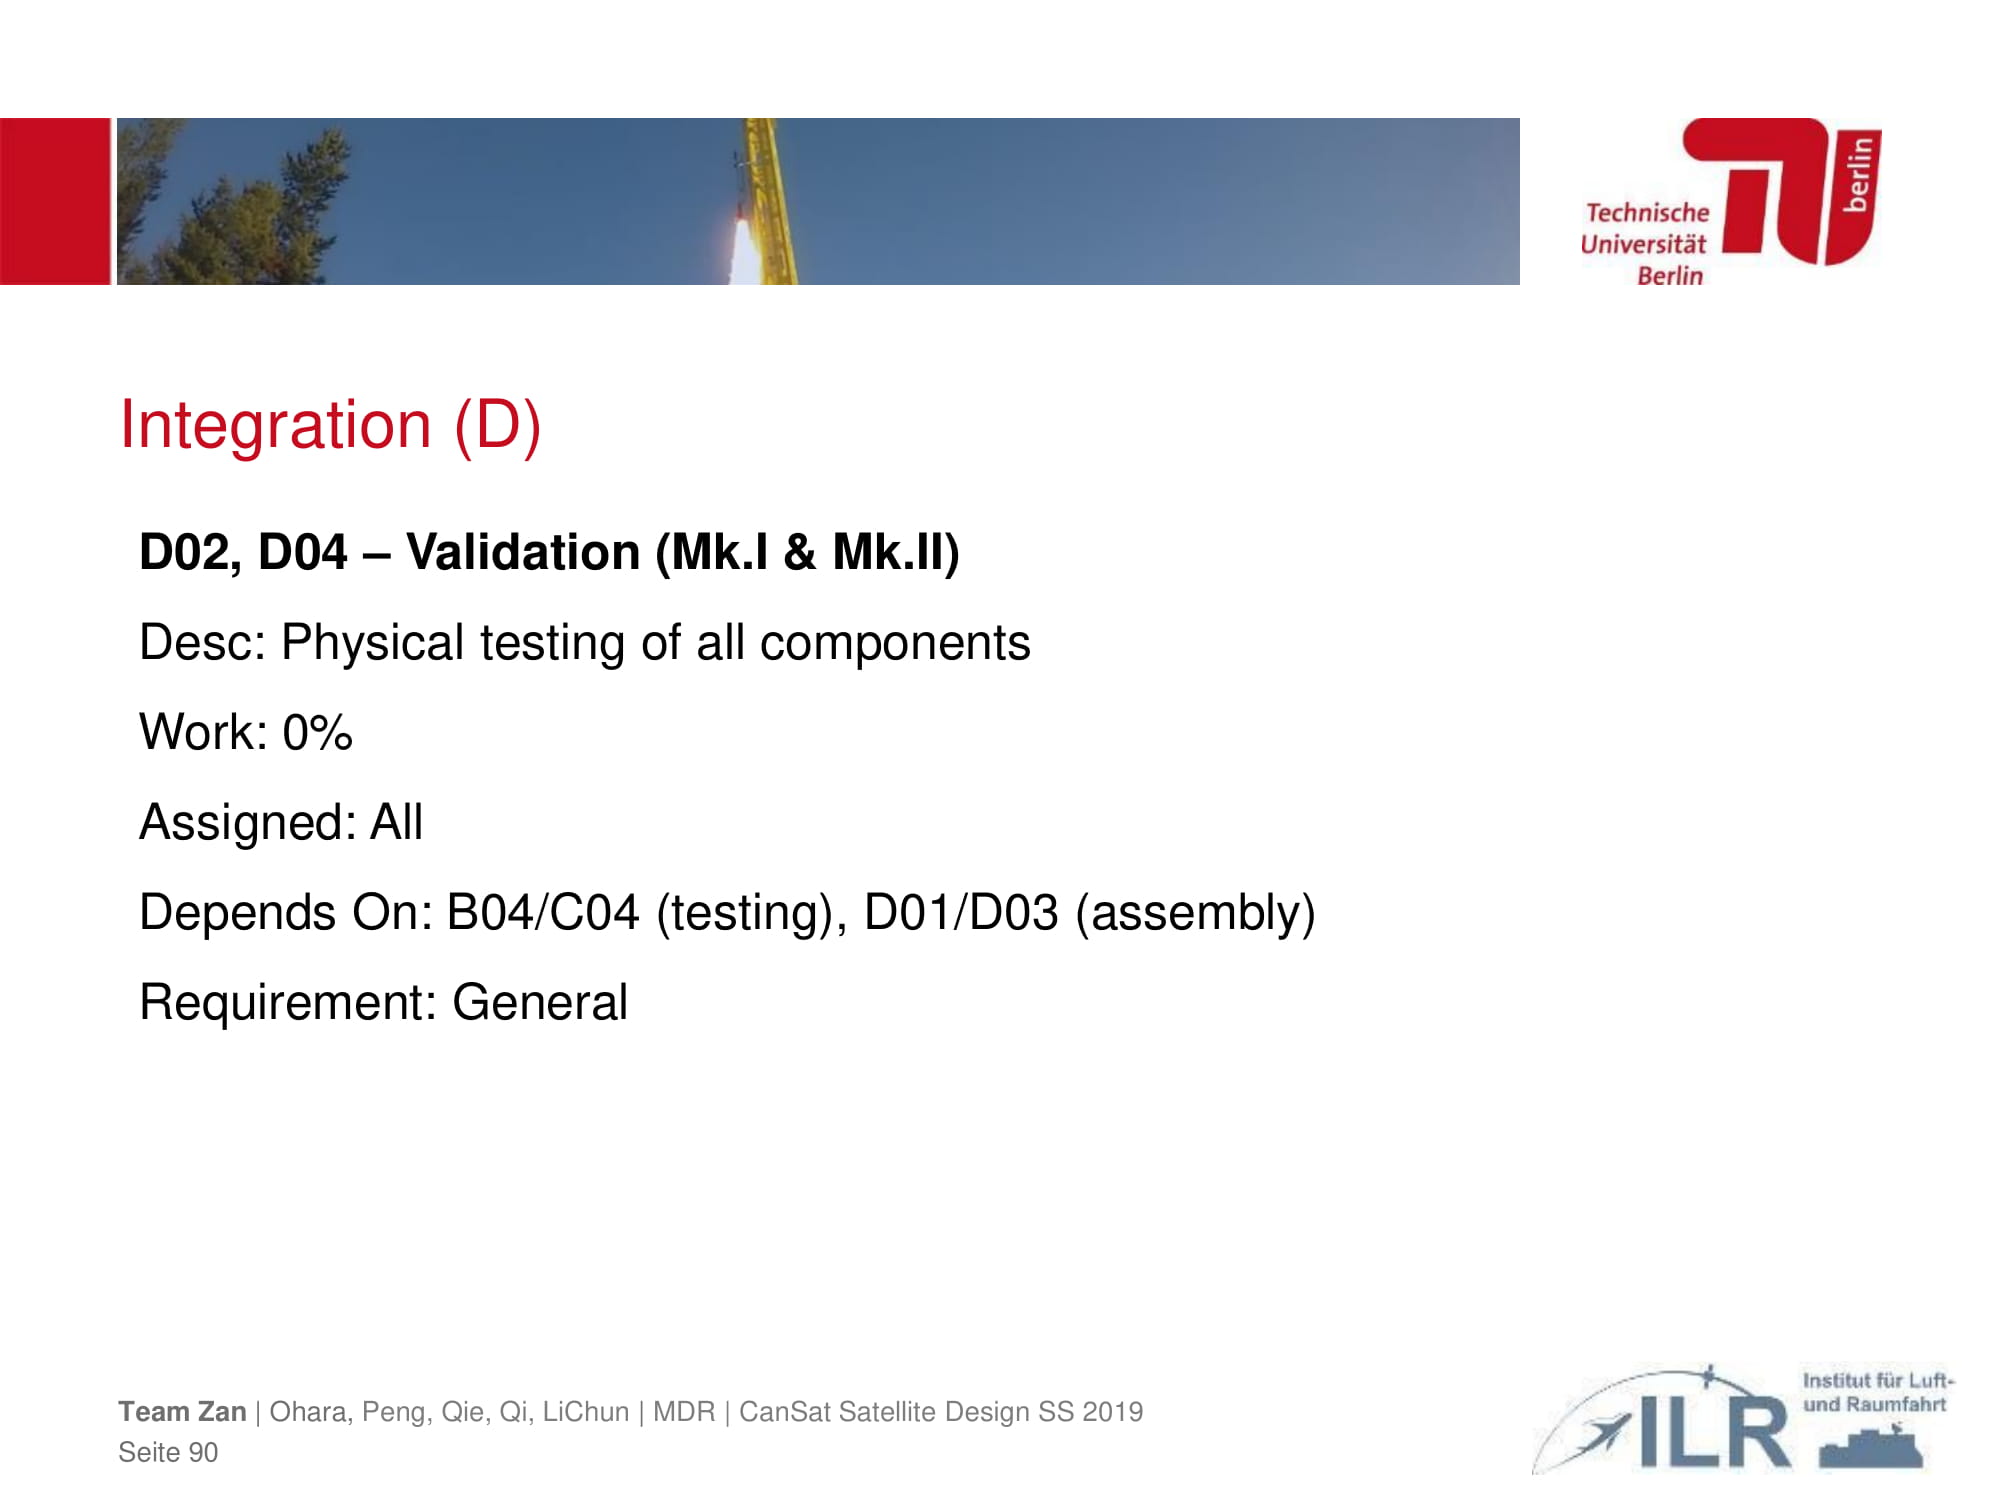 Technische
Universität
Berlin
berlin
Integration (D)
D02, D04 – Validation (Mk.I & Mk.II)
Desc: Physical testing of all components
Work: 0%
Assigned: All
Depends On: B04/C04 (testing), D01/D03 (assembly)
Requirement: General
Team Zan | Ohara, Peng, Qie, Qi, LiChun | MDR | CanSat Satellite Design SS 2019
Seite 90
ILR
Institut für Luft-
und Raumfahrt